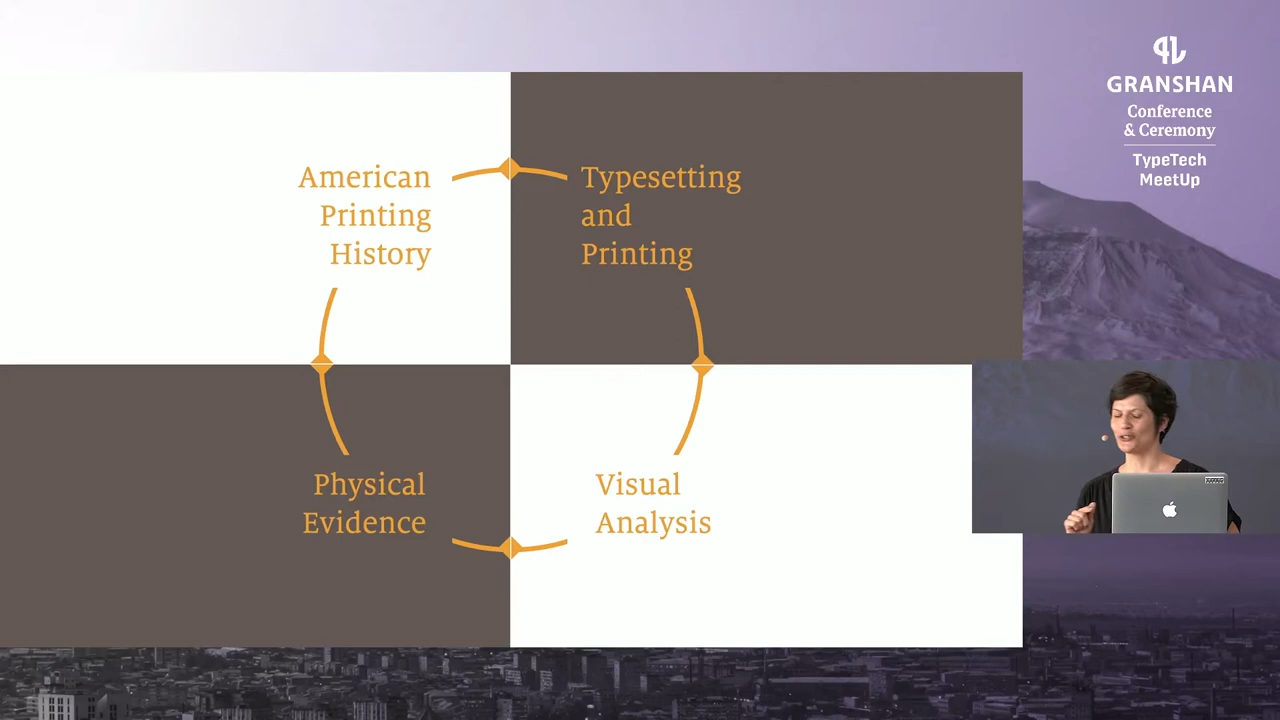 American
Printing
History
Typesetting
and
Printing
Physical
Evidence
Visual
Analysis
GRANSHAN
Conference
& Ceremony
TypeTech
MeetUp